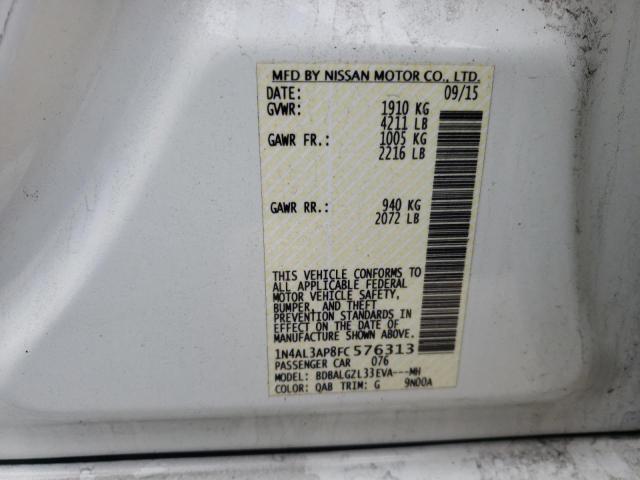 MFD BY NISSAN MOTOR CO., LTD.
DATE: 09/15
GVWR: 1910 KG
4211 LB
GAWR FR.: 1005 KG
2216 LB
GAWR RR.: 940 KG
2072 LB
THIS VEHICLE CONFORMS TO
ALL APPLICABLE FEDERAL
MOTOR VEHICLE SAFETY,
BUMPER, AND THEFT
PREVENTION STANDARDS IN
EFFECT ON THE DATE OF
MANUFACTURE SHOWN ABOVE.
1N4AL3AP8FC576313
PASSENGER CAR 076
MODEL: BDBALGZL33EVA---MH
COLOR: QAB TRIM: G 9N00A